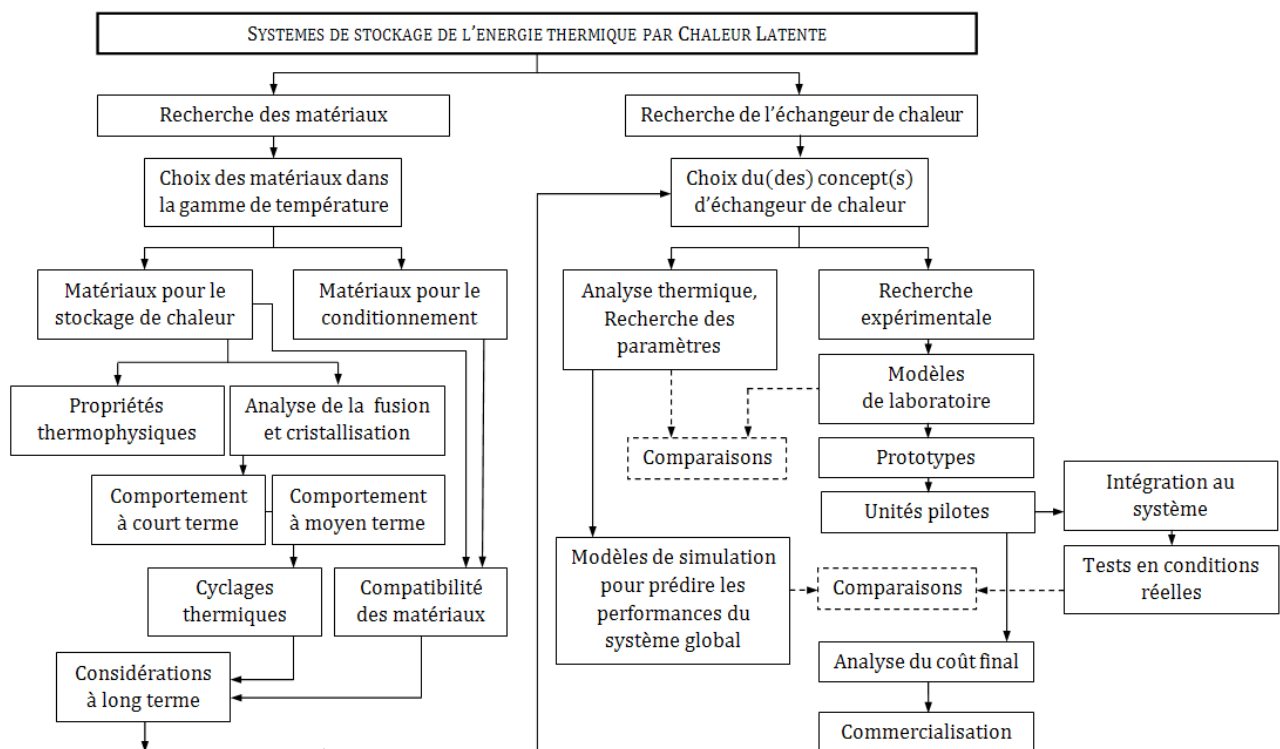 SYSTEMES DE STOCKAGE DE L'ENERGIE THERMIQUE PAR CHALEUR LATENTE
Recherche des matériaux
Recherche de l'échangeur de chaleur
Choix des matériaux dans
la gamme de température
Choix du(des) concept(s)
d'échangeur de chaleur
Matériaux pour le
stockage de chaleur
Matériaux pour le
conditionnement
Analyse thermique,
Recherche des
paramètres
Recherche
expérimentale
Propriétés
thermophysiques
Analyse de la fusion
et cristallisation
Modèles
de laboratoire
Comparaisons
Prototypes
Comportement
à court terme
Comportement
à moyen terme
Unités pilotes
Intégration au
système
Cyclages
thermiques
Compatibilité
des matériaux
Modèles de simulation
pour prédire les
performances du
système global
Comparaisons
Tests en conditions
réelles
Considérations
à long terme
Analyse du coût final
Commercialisation